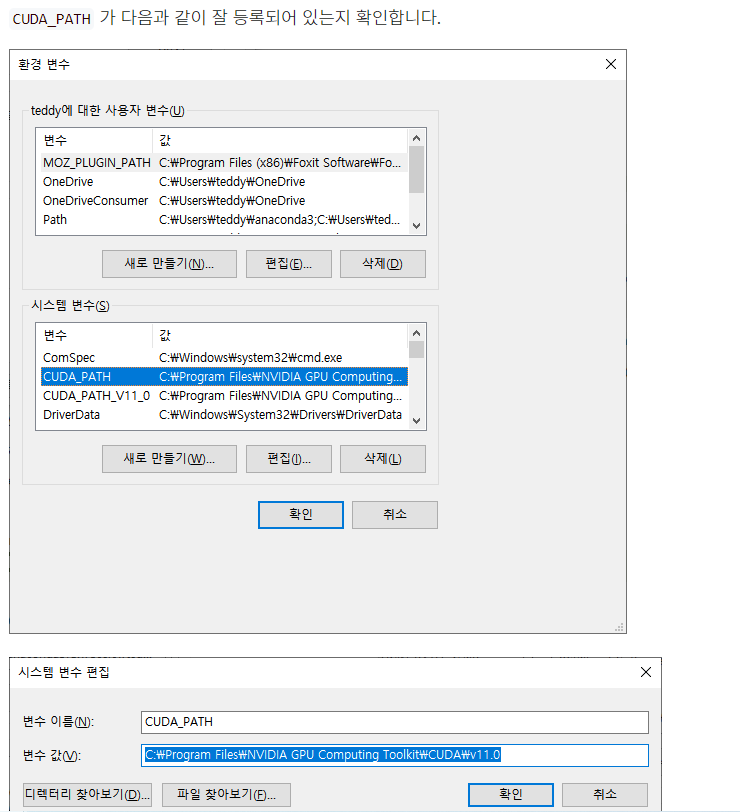 CUDA_PATH 가 다음과 같이 잘 등록되어 있는지 확인합니다.
환경 변수
teddy에 대한 사용자 변수(U)
변수 값
MOZ_PLUGIN_PATH C:₩Program Files (x86)₩Foxit Software₩Fo...
OneDrive C:₩Users₩teddy₩OneDrive
OneDriveConsumer C:₩Users₩teddy₩OneDrive
Path C:₩Users₩teddy₩anaconda3;C:₩Users₩ted...
새로 만들기(N)... 편집(E)... 삭제(D)
시스템 변수(S)
변수 값
ComSpec C:₩Windows₩system32₩cmd.exe
CUDA_PATH C:₩Program Files₩NVIDIA GPU Computing...
CUDA_PATH_V11_0 C:₩Program Files₩NVIDIA GPU Computing...
DriverData C:₩Windows₩System32₩Drivers₩DriverData
새로 만들기(W)... 편집(I)... 삭제(L)
확인 취소
시스템 변수 편집
변수 이름(N): CUDA_PATH
변수 값(V): C:₩Program Files₩NVIDIA GPU Computing Toolkit₩CUDA₩v11.0
디렉터리 찾아보기(D)... 파일 찾아보기(F)... 확인 취소